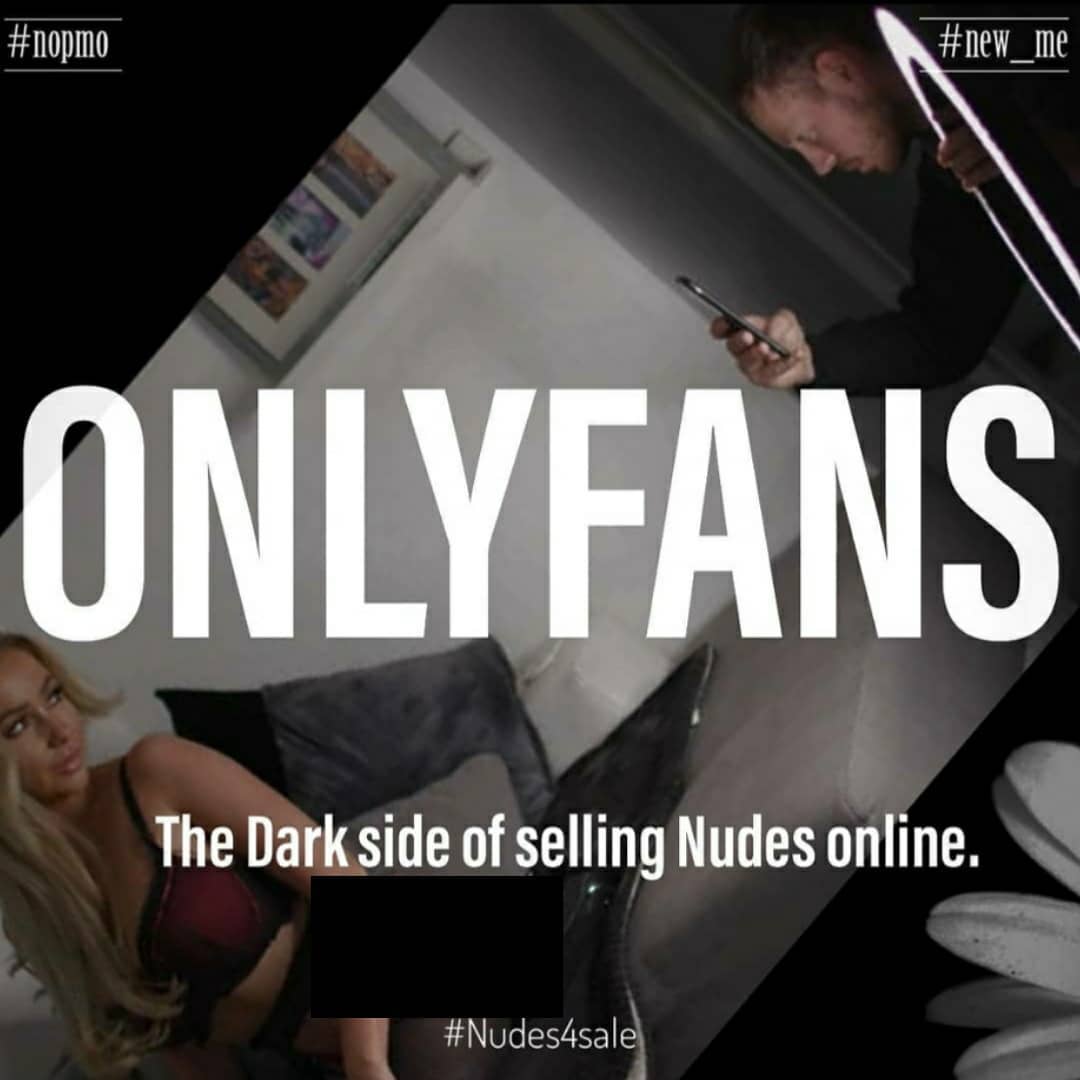 #nopmo
#new_me
ONLYFANS
The Dark side of selling Nudes online.
#Nudes4sale